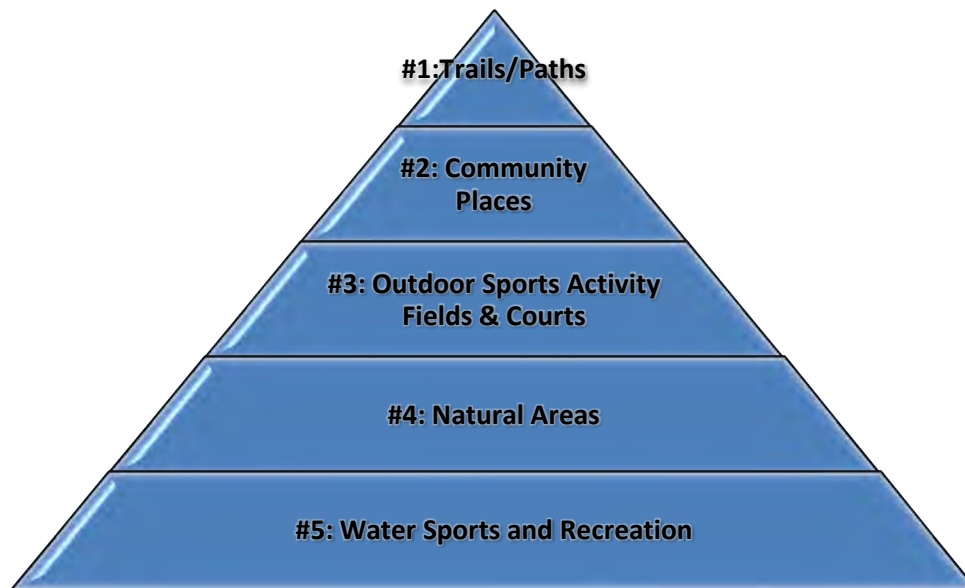 #1:Trails/Paths
#2: Community
Places
#3: Outdoor Sports Activity
Fields & Courts
#4: Natural Areas
#5: Water Sports and Recreation